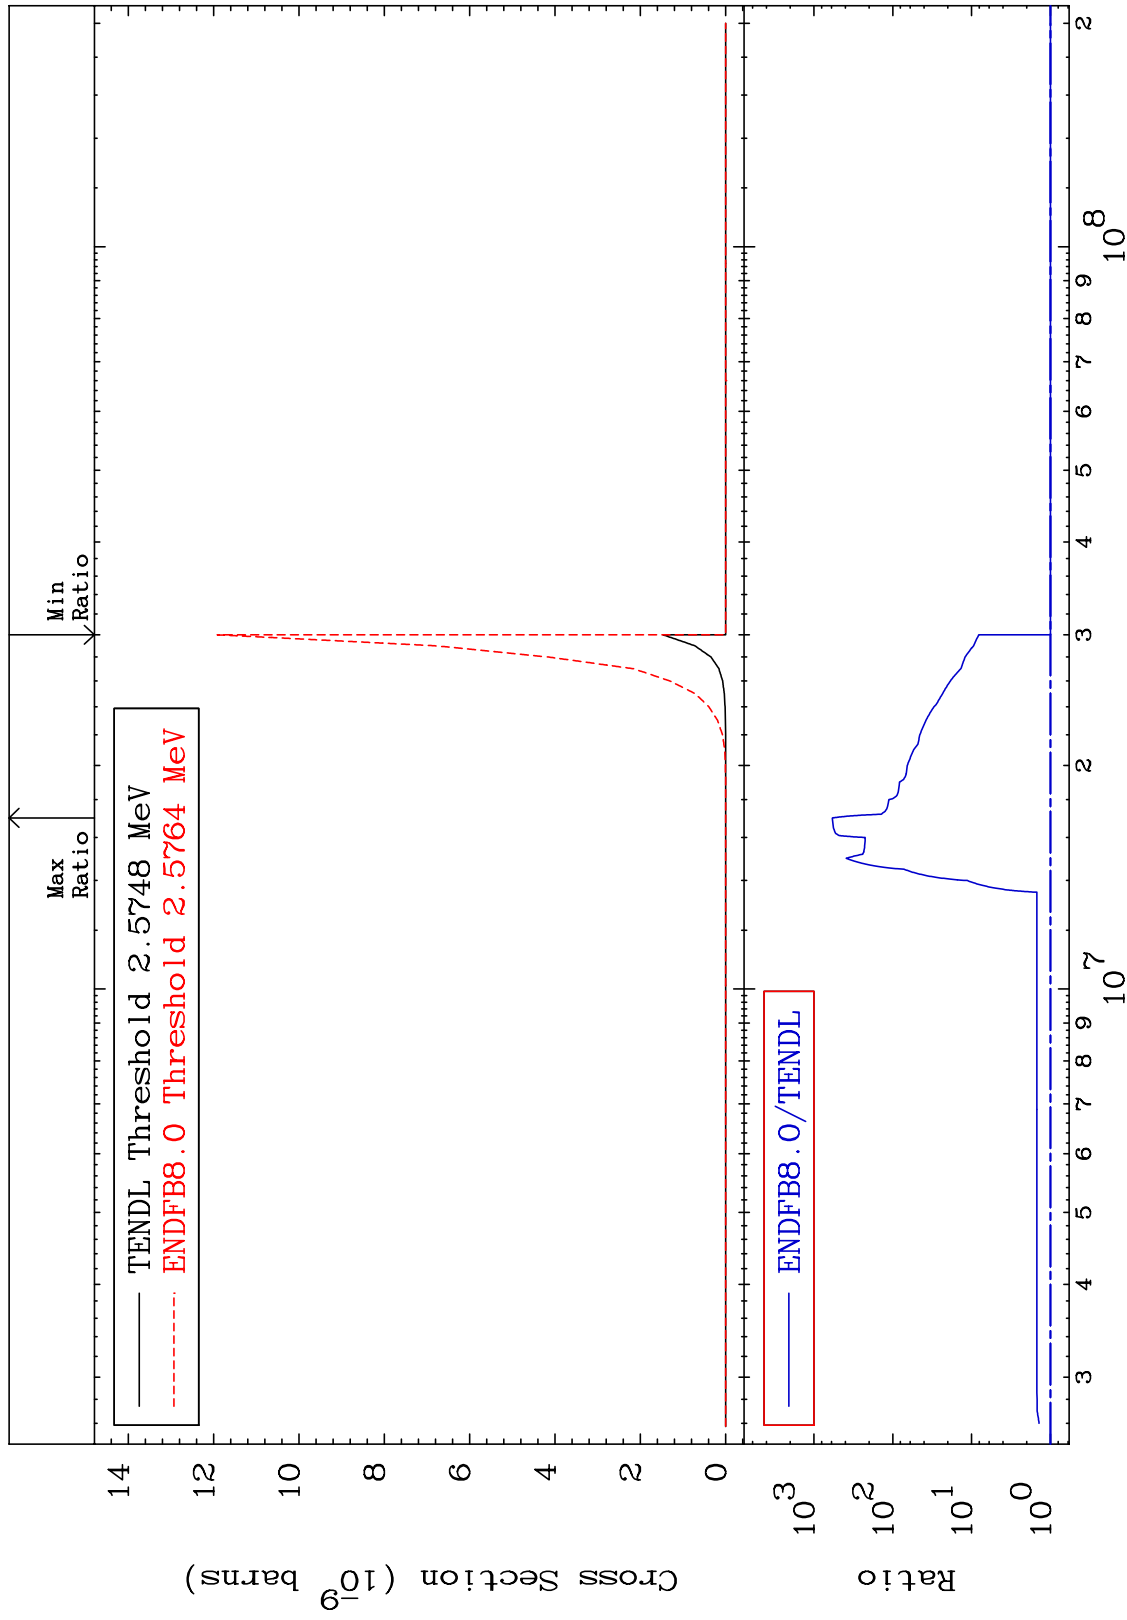 Max
Ratio
Min
Ratio
TENDL Threshold 2.5748 MeV
ENDFB8.0 Threshold 2.5764 MeV
Cross Section (10⁻⁹ barns)
14
12
10
8
6
4
2
0
ENDFB8.0/TENDL
Ratio
10³
10²
10¹
10⁰
3 4 5 6 7 8 9 10⁷ 2 3 4 5 6 7 8 9 10⁸ 2